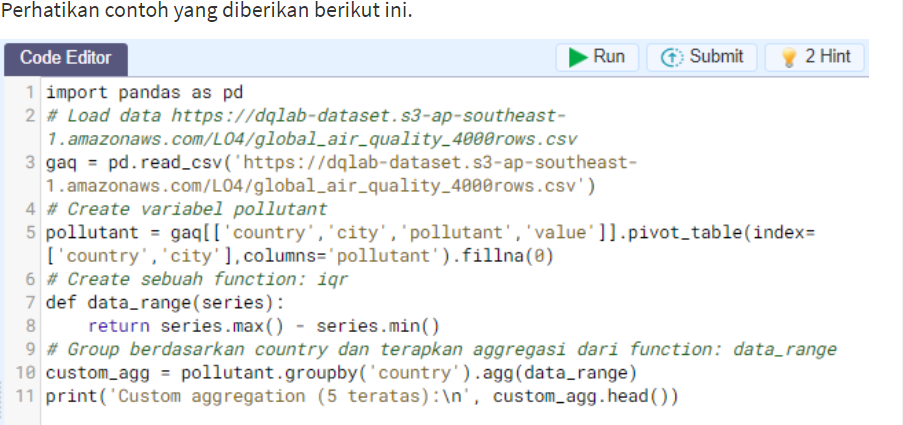 Perhatikan contoh yang diberikan berikut ini.
Code Editor
Run
Submit
2 Hint
1 import pandas as pd
2 # Load data https://dqlab-dataset.s3-ap-southeast-
1.amazonaws.com/LO4/global_air_quality_4000rows.csv
3 gaq = pd.read_csv('https://dqlab-dataset.s3-ap-southeast-
1.amazonaws.com/LO4/global_air_quality_4000rows.csv')
4 # Create variabel pollutant
5 pollutant = gaq[['country','city','pollutant','value']].pivot_table(index=
['country','city'],columns='pollutant').fillna(0)
6 # Create sebuah function: iqr
7 def data_range(series):
8     return series.max() - series.min()
9 # Group berdasarkan country dan terapkan aggregasi dari function: data_range
10 custom_agg = pollutant.groupby('country').agg(data_range)
11 print('Custom aggregation (5 teratas):\n', custom_agg.head())